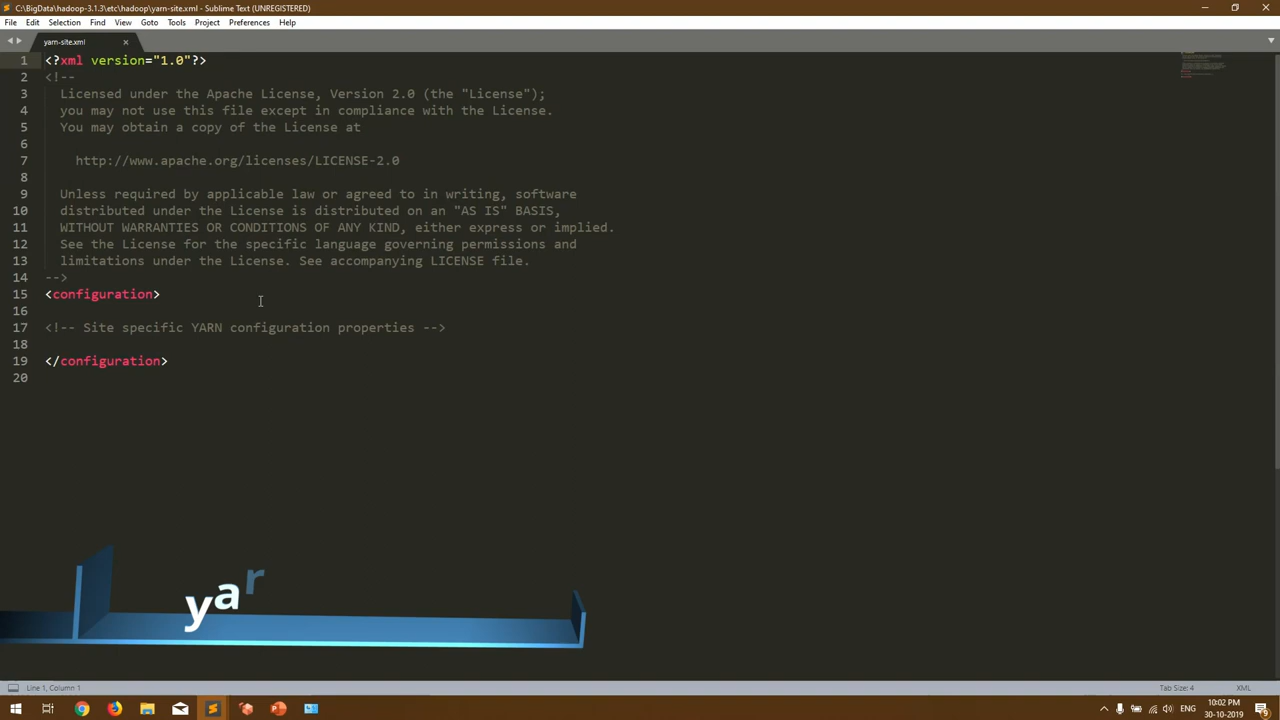 C:\BigData\hadoop-3.1.3\etc\hadoop\yarn-site.xml - Sublime Text (UNREGISTERED)
File Edit Selection Find View Goto Tools Project Preferences Help
yarn-site.xml
1 <?xml version="1.0"?>
2 <!--
3 Licensed under the Apache License, Version 2.0 (the "License");
4 you may not use this file except in compliance with the License.
5 You may obtain a copy of the License at
6
7 http://www.apache.org/licenses/LICENSE-2.0
8
9 Unless required by applicable law or agreed to in writing, software
10 distributed under the License is distributed on an "AS IS" BASIS,
11 WITHOUT WARRANTIES OR CONDITIONS OF ANY KIND, either express or implied.
12 See the License for the specific language governing permissions and
13 limitations under the License. See accompanying LICENSE file.
14 -->
15 <configuration>
16
17 <!-- Site specific YARN configuration properties -->
18
19 </configuration>
20
yar
Line 1, Column 1 Tab Size: 4 XML
ENG 10:02 PM
30-10-2019